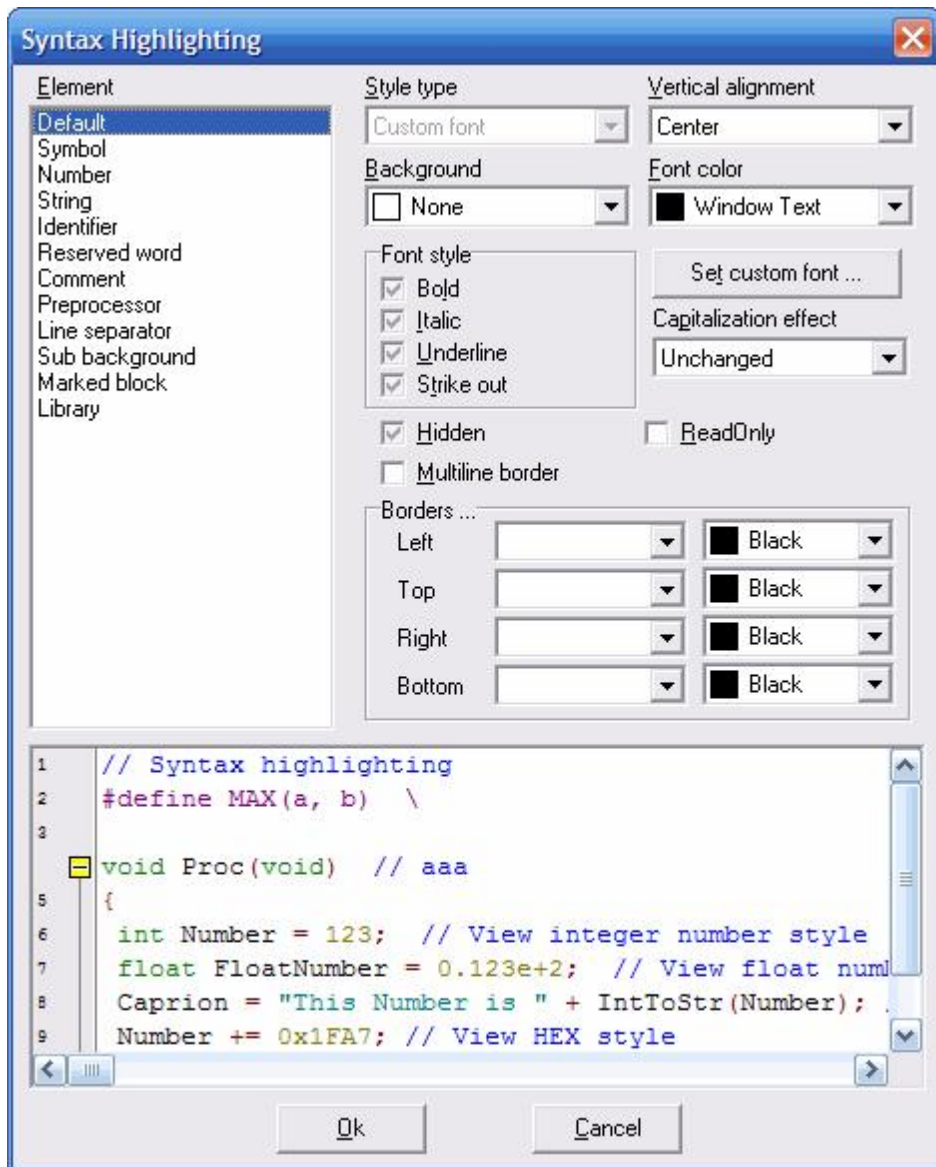 Syntax Highlighting
Element
Default
Symbol
Number
String
Identifier
Reserved word
Comment
Preprocessor
Line separator
Sub background
Marked block
Library
Style type
Custom font
Vertical alignment
Center
Background
None
Font color
Window Text
Font style
Bold
Italic
Underline
Strike out
Set custom font ...
Capitalization effect
Unchanged
Hidden
ReadOnly
Multiline border
Borders ...
Left
Black
Top
Black
Right
Black
Bottom
Black
1 // Syntax highlighting
2 #define MAX(a, b) \
3
void Proc(void) // aaa
5 {
6 int Number = 123; // View integer number style
7 float FloatNumber = 0.123e+2; // View float
8 Caprion = "This Number is " + IntToStr(Number);
9 Number += 0x1FA7; // View HEX style
Ok
Cancel